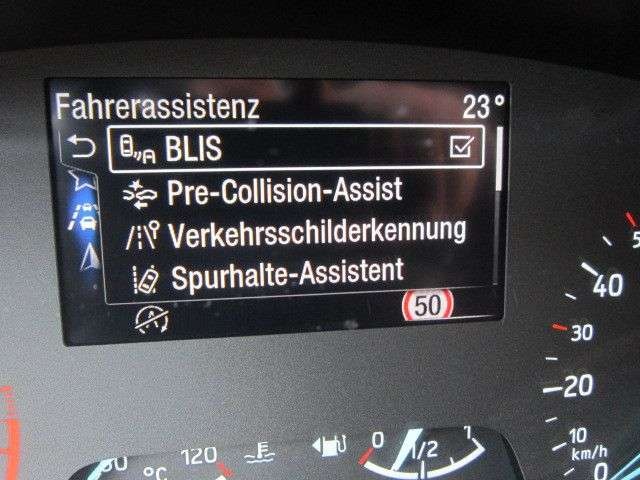 Fahrerassistenz 23°
BLIS
Pre-Collision-Assist
Verkehrsschilderkennung
Spurhalte-Assistent
50
5
40
30
20
10
km/h
0
120
°C
0
1/2
1